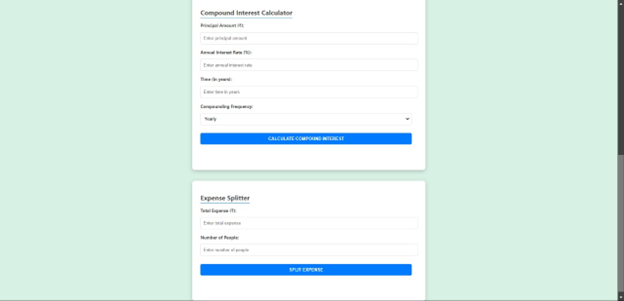 Compound Interest Calculator
Principal Amount (₹):
Enter principal amount
Annual Interest Rate (%):
Enter annual interest rate
Time (in years):
Enter time in years
Compounding Frequency:
Yearly
CALCULATE COMPOUND INTEREST
Expense Splitter
Total Expense (₹):
Enter total expense
Number of People:
Enter number of people
SPLIT EXPENSE